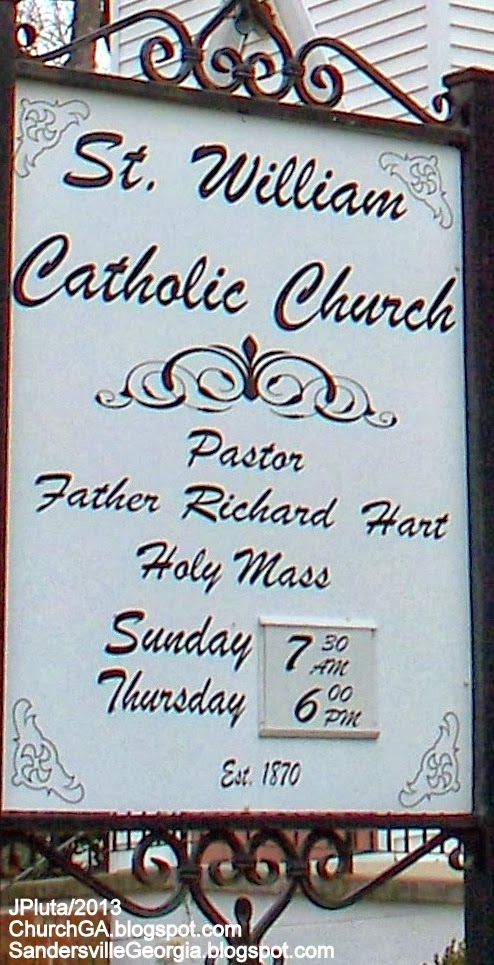 St. William
Catholic Church
Pastor
Father Richard Hart
Holy Mass
Sunday 7 30 AM
Thursday 6 00 PM
Est. 1870
JPluta/2013
ChurchGA.blogspot.com
SandersvilleGeorgia.blogspot.com